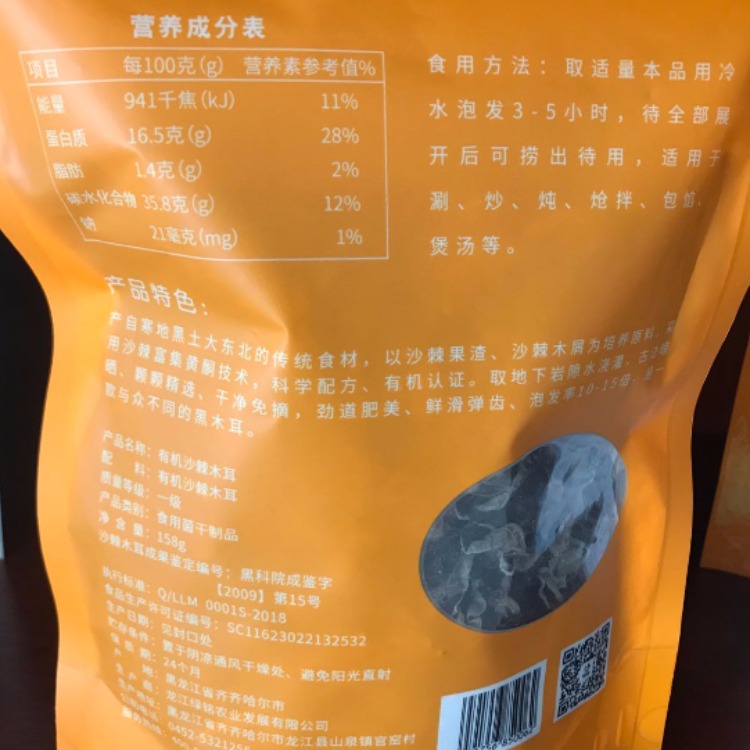 营养成分表
项目 每100克(g) 营养素参考值%
能量 941千焦(kJ) 11%
蛋白质 16.5克(g) 28%
脂肪 1.4克(g) 2%
碳水化合物 35.8克(g) 12%
钠 21毫克(mg) 1%
食用方法：取适量本品用冷
水泡发3-5小时，待全部展
开后可捞出待用，适用于
涮、炒、炖、炝拌、包馅、
煲汤等。
产品特色：
产自寒地黑土大东北的传统食材，以沙棘果渣、沙棘木屑为培养原料，
用沙棘富集黄酮技术，科学配方、有机认证。取地下岩隙水浇灌、古法晾
晒、颗颗精选、干净免摘，劲道肥美、鲜滑弹齿、泡发率10-15倍，是一
款与众不同的黑木耳。
产品名称：有机沙棘木耳
配 料：有机沙棘木耳
质量等级：一级
产品类别：食用菌干制品
净 含 量：158g
沙棘木耳成果鉴定编号：黑科院成鉴字
【2009】第15号
执行标准：Q/LLM 0001S-2018
食品生产许可证编号：SC11623022132532
生产日期：见封口处
贮存条件：置于阴凉通风干燥处、避免阳光直射
保 质 期：24个月
产 地：黑龙江省齐齐哈尔市
生 产 商：龙江绿锦农业发展有限公司
生产地址：黑龙江省齐齐哈尔市龙江县山泉镇官窑村
公司电话：0452-5321256